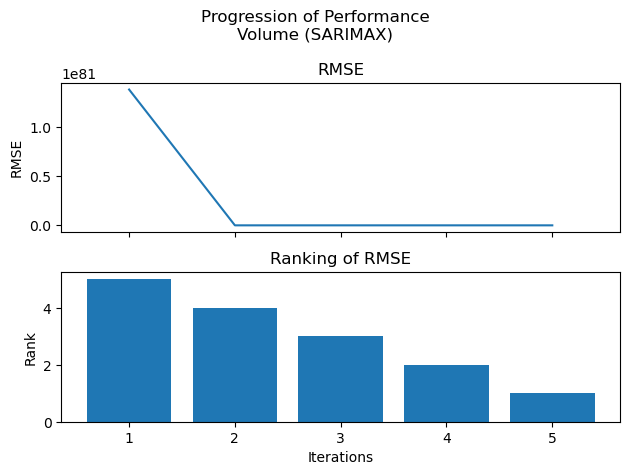 Progression of Performance
Volume (SARIMAX)
RMSE
1e81
RMSE
1.0
0.5
0.0
Ranking of RMSE
Rank
4
2
0
1 2 3 4 5
Iterations